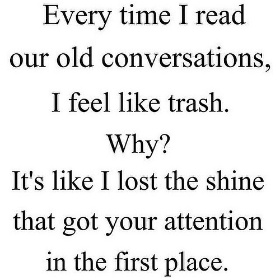 Every time I read
our old conversations,
I feel like trash.
Why?
It's like I lost the shine
that got your attention
in the first place.